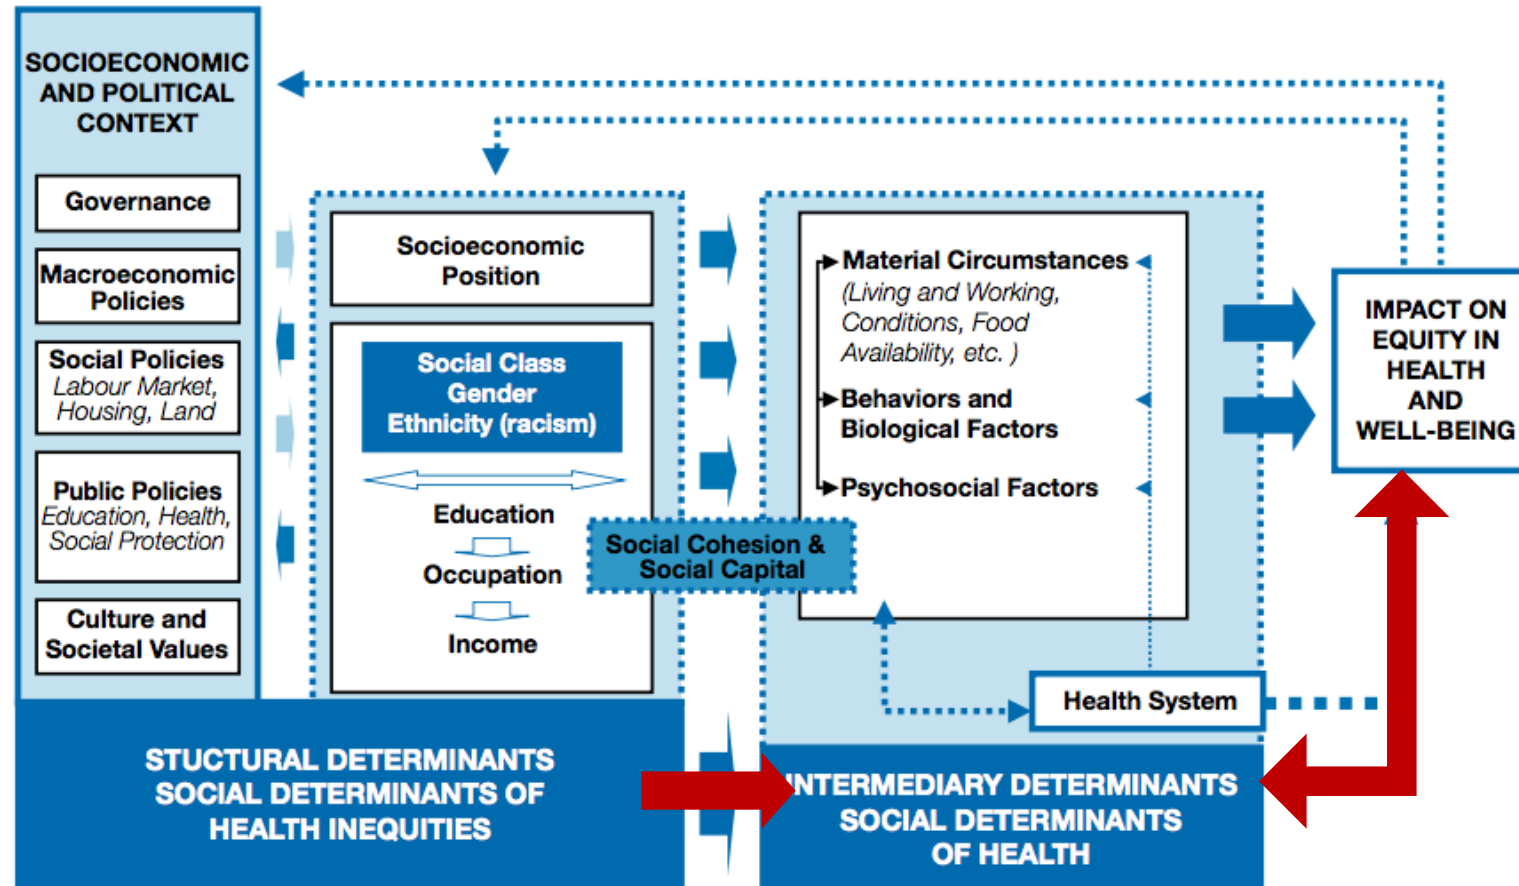 SOCIOECONOMIC
AND POLITICAL
CONTEXT
Governance
Macroeconomic
Policies
Social Policies
Labour Market,
Housing, Land
Public Policies
Education, Health,
Social Protection
Culture and
Societal Values
Socioeconomic
Position
Social Class
Gender
Ethnicity (racism)
Education
Occupation
Income
Social Cohesion &
Social Capital
Material Circumstances
(Living and Working,
Conditions, Food
Availability, etc. )
Behaviors and
Biological Factors
Psychosocial Factors
Health System
IMPACT ON
EQUITY IN
HEALTH
AND
WELL-BEING
STUCTURAL DETERMINANTS
SOCIAL DETERMINANTS OF
HEALTH INEQUITIES
INTERMEDIARY DETERMINANTS
SOCIAL DETERMINANTS
OF HEALTH